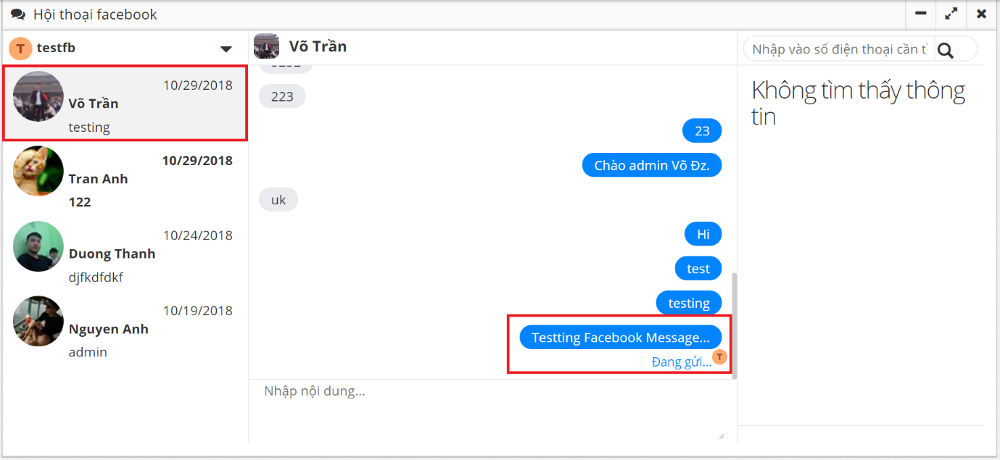 Hội thoại facebook
T testfb
10/29/2018
Võ Trần
testing
10/29/2018
Tran Anh
122
10/24/2018
Duong Thanh
djfkdfdkf
10/19/2018
Nguyen Anh
admin
Võ Trần
223
23
Chào admin Võ Đz.
uk
Hi
test
testing
Testting Facebook Message...
Đang gửi... T
Nhập nội dung...
Nhập vào số điện thoại cần
Không tìm thấy thông
tin